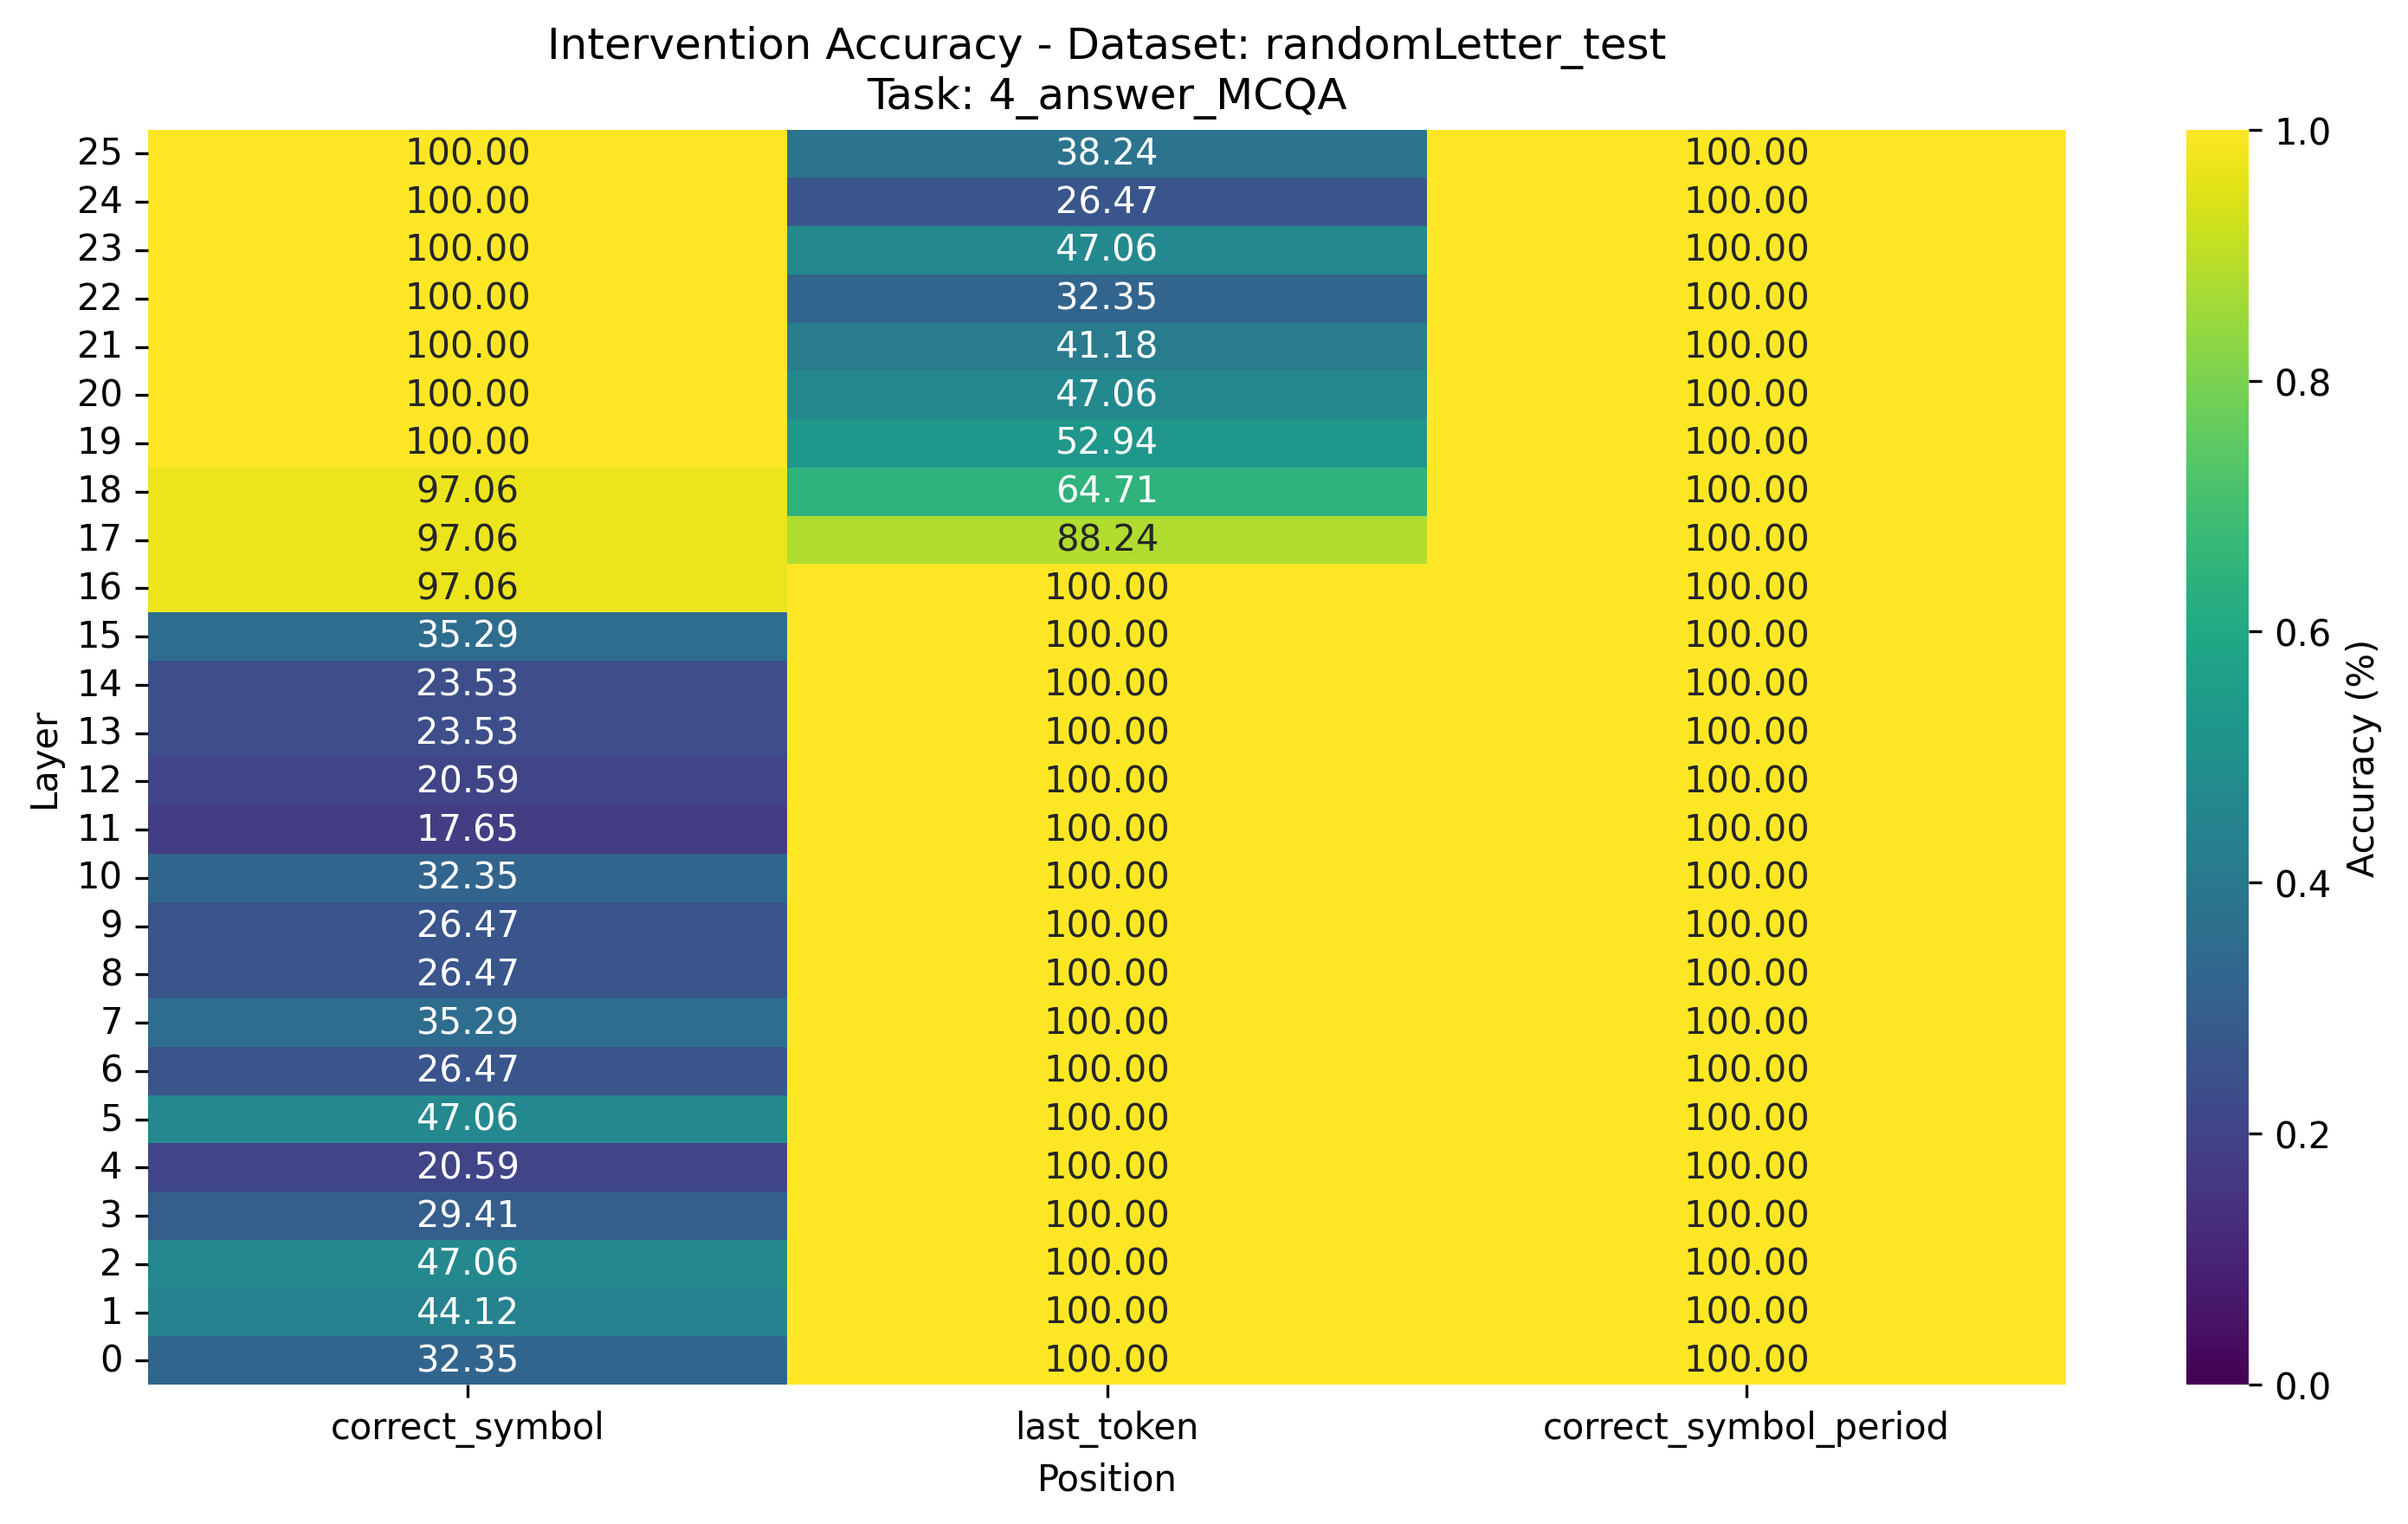 Intervention Accuracy - Dataset: randomLetter_test
Task: 4_answer_MCQA
25 100.00 38.24 100.00
24 100.00 26.47 100.00
23 100.00 47.06 100.00
22 100.00 32.35 100.00
21 100.00 41.18 100.00
20 100.00 47.06 100.00
19 100.00 52.94 100.00
18 97.06 64.71 100.00
17 97.06 88.24 100.00
16 97.06 100.00 100.00
15 35.29 100.00 100.00
14 23.53 100.00 100.00
13 23.53 100.00 100.00
12 20.59 100.00 100.00
11 17.65 100.00 100.00
10 32.35 100.00 100.00
9 26.47 100.00 100.00
8 26.47 100.00 100.00
7 35.29 100.00 100.00
6 26.47 100.00 100.00
5 47.06 100.00 100.00
4 20.59 100.00 100.00
3 29.41 100.00 100.00
2 47.06 100.00 100.00
1 44.12 100.00 100.00
0 32.35 100.00 100.00
correct_symbol last_token correct_symbol_period
Position
Layer
1.0
0.8
0.6
0.4
0.2
0.0
Accuracy (%)